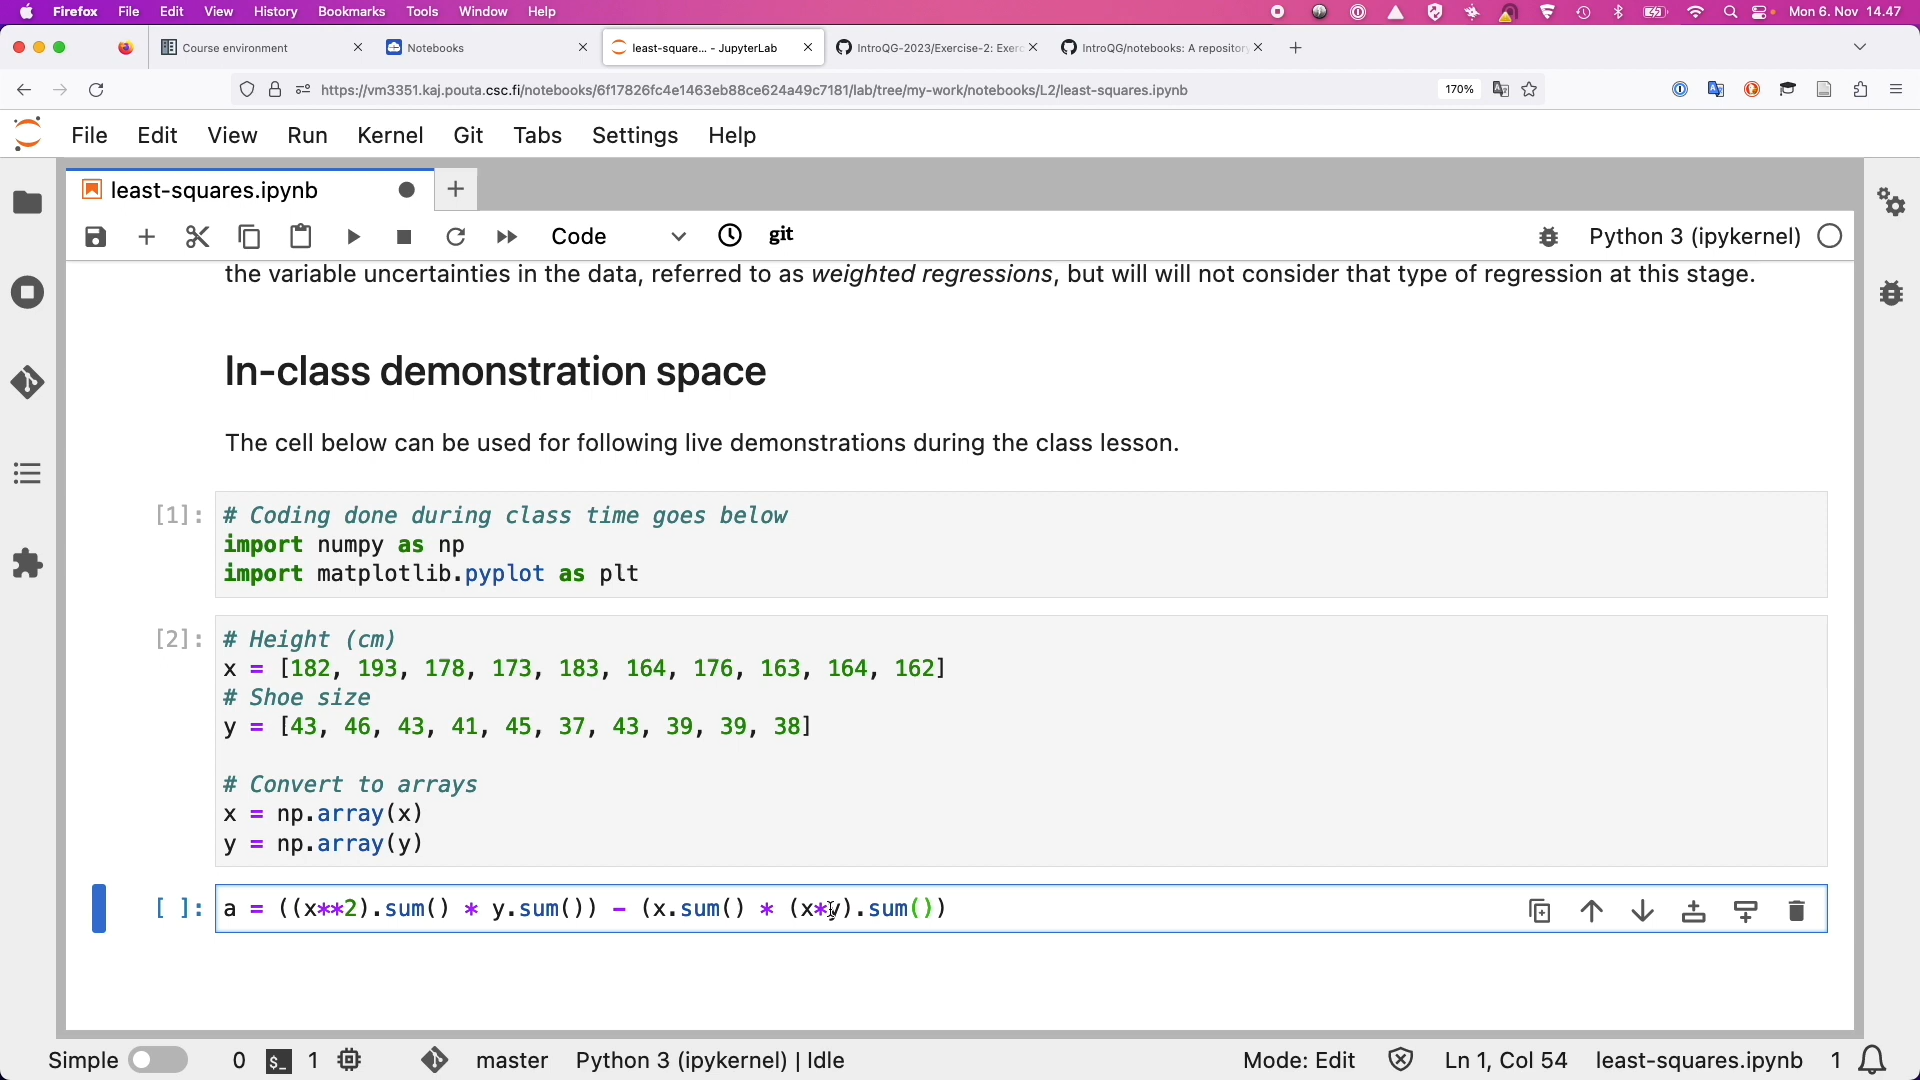 Firefox File Edit View History Bookmarks Tools Window Help Mon 6. Nov 14.47
Course environment Notebooks least-square... - JupyterLab IntroQG-2023/Exercise-2: Exerc IntroQG/notebooks: A repository
https://vm3351.kaj.pouta.csc.fi/notebooks/6f17826fc4e1463eb88ce624a49c7181/lab/tree/my-work/notebooks/L2/least-squares.ipynb 170%
File Edit View Run Kernel Git Tabs Settings Help
least-squares.ipynb
Code git Python 3 (ipykernel)
the variable uncertainties in the data, referred to as weighted regressions, but will will not consider that type of regression at this stage.
In-class demonstration space
The cell below can be used for following live demonstrations during the class lesson.
[1]: # Coding done during class time goes below
import numpy as np
import matplotlib.pyplot as plt
[2]: # Height (cm)
x = [182, 193, 178, 173, 183, 164, 176, 163, 164, 162]
# Shoe size
y = [43, 46, 43, 41, 45, 37, 43, 39, 39, 38]
# Convert to arrays
x = np.array(x)
y = np.array(y)
[ ]: a = ((x**2).sum() * y.sum()) - (x.sum() * (x*y).sum())
Simple 0 $_ 1 master Python 3 (ipykernel) | Idle Mode: Edit Ln 1, Col 54 least-squares.ipynb 1